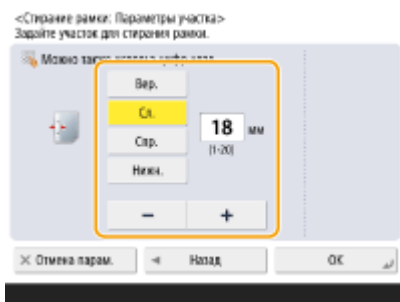 <Стирание рамки: Параметры участка>
Задайте участок для стирания рамки.
Можно также
Вер.
Сл.
18 мм
Спр.
(1-20)
Нижн.
− +
× Отмена парам.
Назад
OK